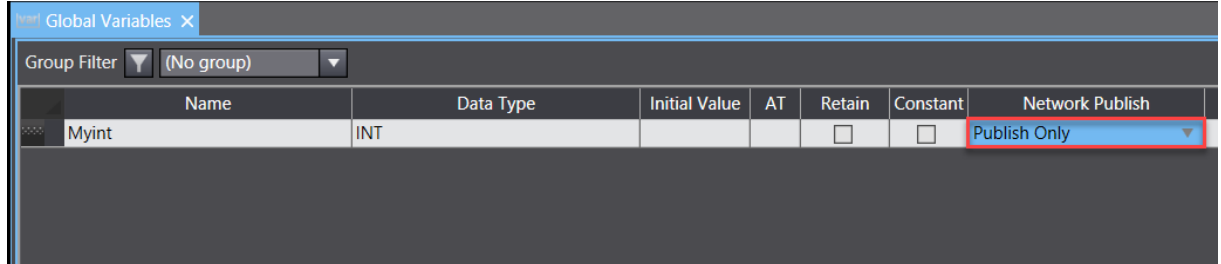 var Global Variables
Group Filter (No group)
Name Data Type Initial Value AT Retain Constant Network Publish
Myint INT Publish Only